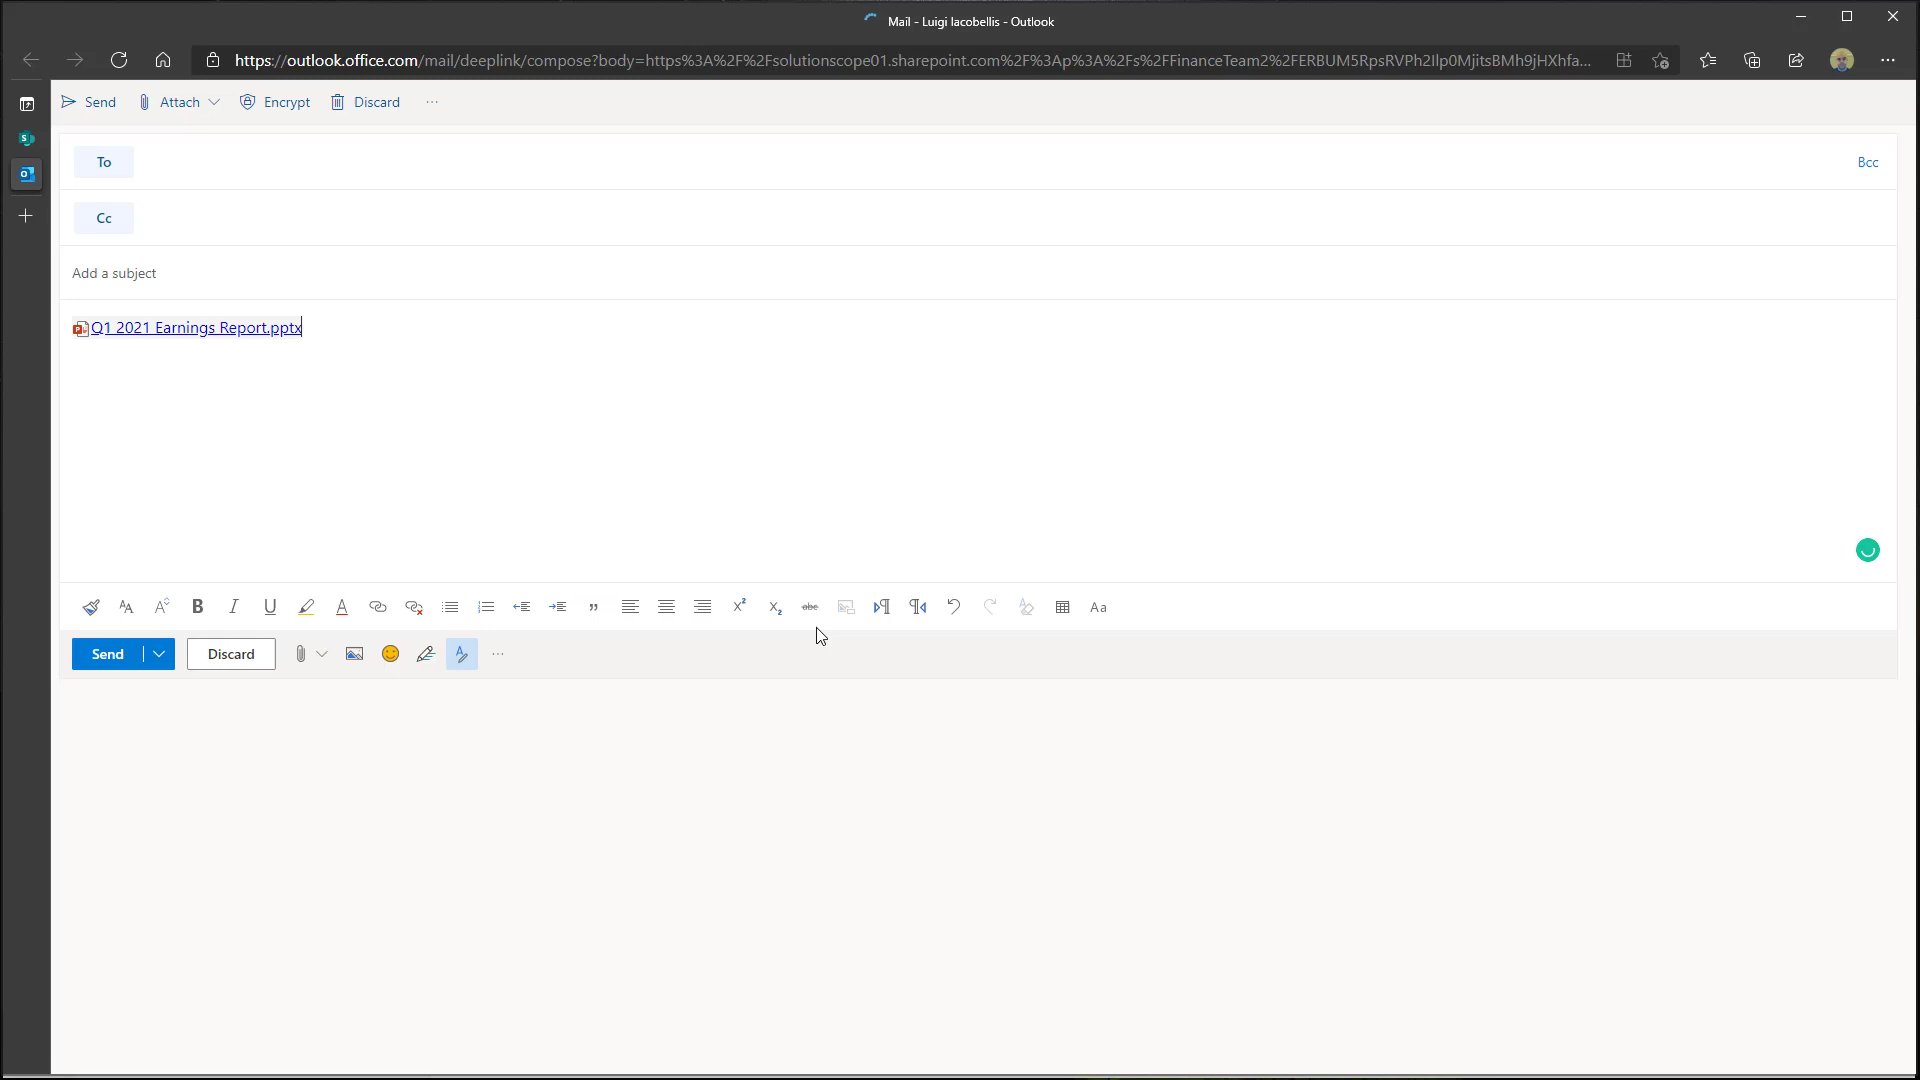 Mail - Luigi Iacobellis - Outlook
https://outlook.office.com/mail/deeplink/compose?body=https%3A%2F%2Fsolutionscope01.sharepoint.com%2F%3Ap%3A%2Fs%2FFinanceTeam2%2FERBUM5RpsRVPh2Ilp0MjitsBMh9jHXhfa...
Send Attach Encrypt Discard ...
To
Bcc
Cc
Add a subject
Q1 2021 Earnings Report.pptx
Send Discard ...